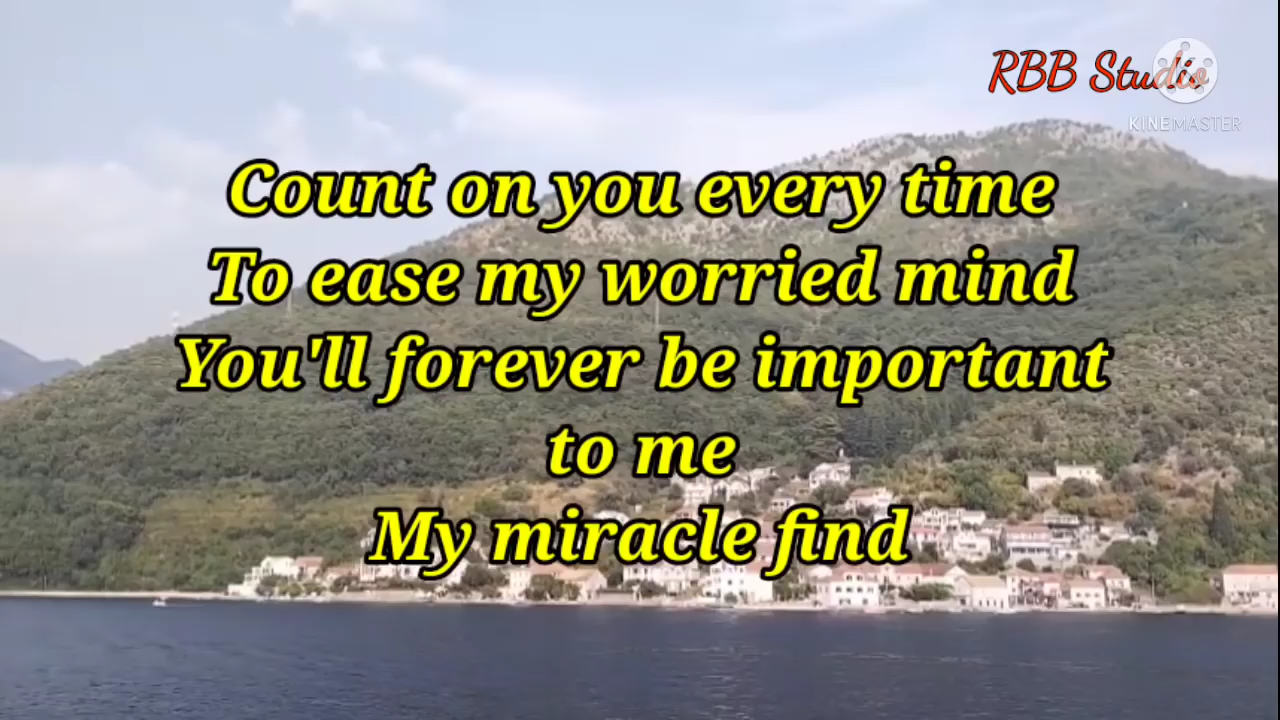 RBB Studio
KINEMASTER
Count on you every time
To ease my worried mind
You'll forever be important
to me
My miracle find